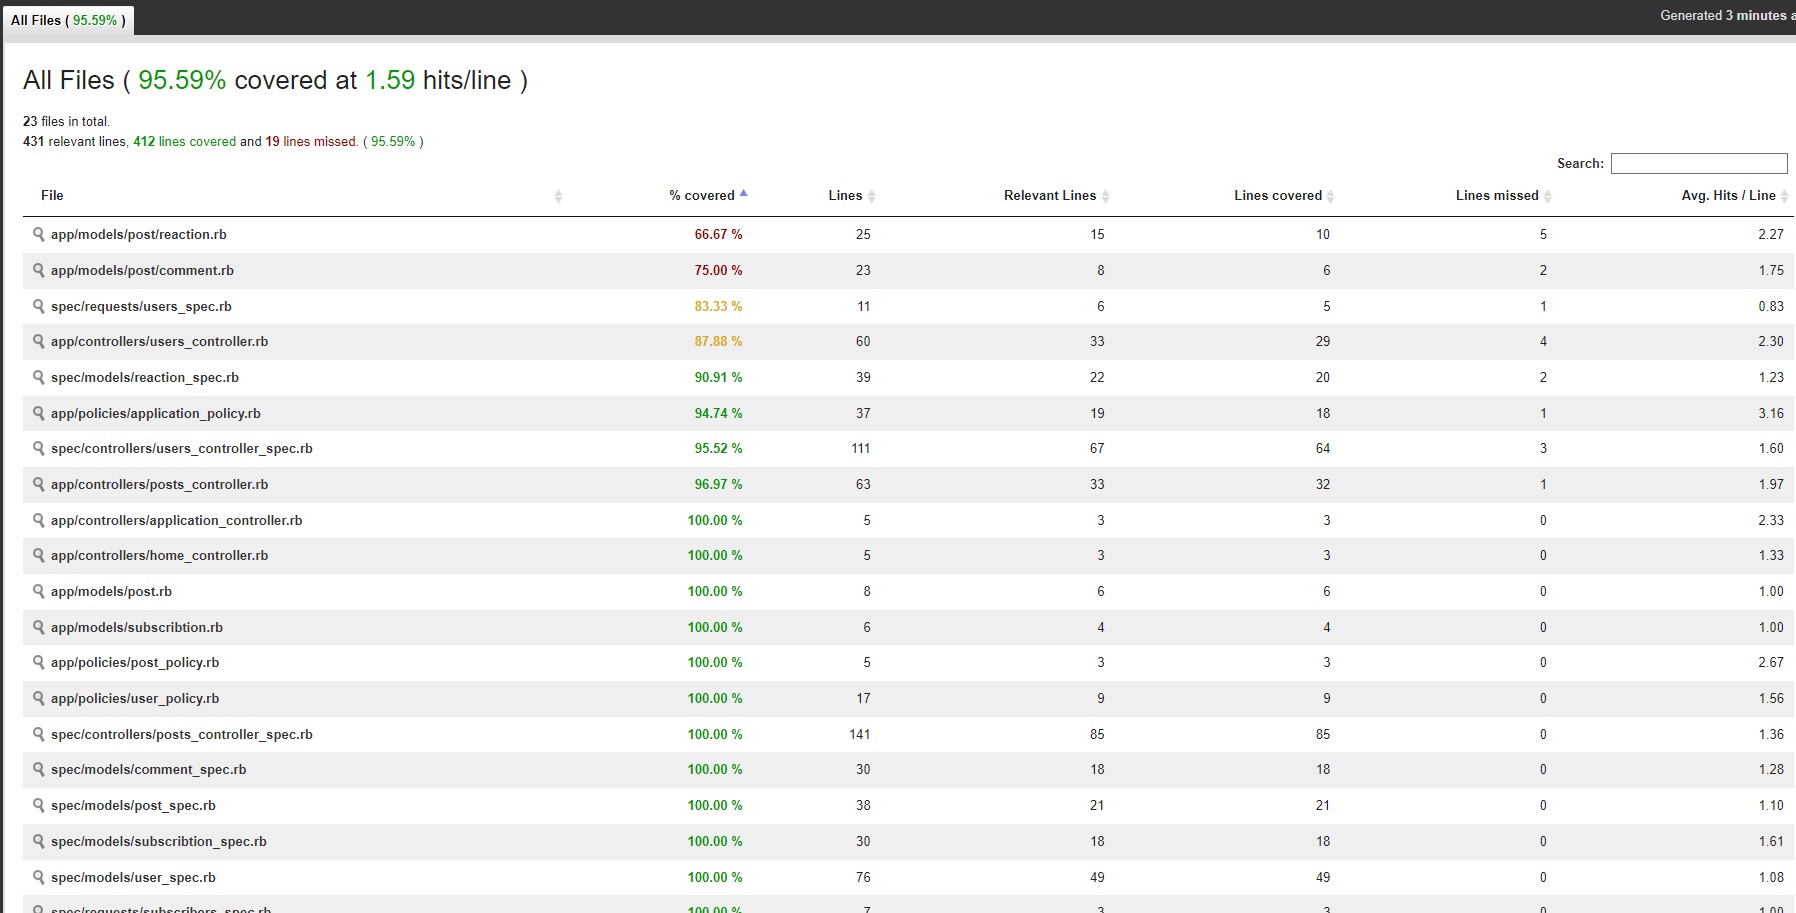 All Files ( 95.59% )
Generated 3 minutes a
All Files ( 95.59% covered at 1.59 hits/line )
23 files in total.
431 relevant lines, 412 lines covered and 19 lines missed. ( 95.59% )
Search:
File % covered Lines Relevant Lines Lines covered Lines missed Avg. Hits / Line
app/models/post/reaction.rb 66.67 % 25 15 10 5 2.27
app/models/post/comment.rb 75.00 % 23 8 6 2 1.75
spec/requests/users_spec.rb 83.33 % 11 6 5 1 0.83
app/controllers/users_controller.rb 87.88 % 60 33 29 4 2.30
spec/models/reaction_spec.rb 90.91 % 39 22 20 2 1.23
app/policies/application_policy.rb 94.74 % 37 19 18 1 3.16
spec/controllers/users_controller_spec.rb 95.52 % 111 67 64 3 1.60
app/controllers/posts_controller.rb 96.97 % 63 33 32 1 1.97
app/controllers/application_controller.rb 100.00 % 5 3 3 0 2.33
app/controllers/home_controller.rb 100.00 % 5 3 3 0 1.33
app/models/post.rb 100.00 % 8 6 6 0 1.00
app/models/subscribtion.rb 100.00 % 6 4 4 0 1.00
app/policies/post_policy.rb 100.00 % 5 3 3 0 2.67
app/policies/user_policy.rb 100.00 % 17 9 9 0 1.56
spec/controllers/posts_controller_spec.rb 100.00 % 141 85 85 0 1.36
spec/models/comment_spec.rb 100.00 % 30 18 18 0 1.28
spec/models/post_spec.rb 100.00 % 38 21 21 0 1.10
spec/models/subscribtion_spec.rb 100.00 % 30 18 18 0 1.61
spec/models/user_spec.rb 100.00 % 76 49 49 0 1.08
spec/requests/subscribers_spec.rb 100.00 % 7 3 3 0 1.00